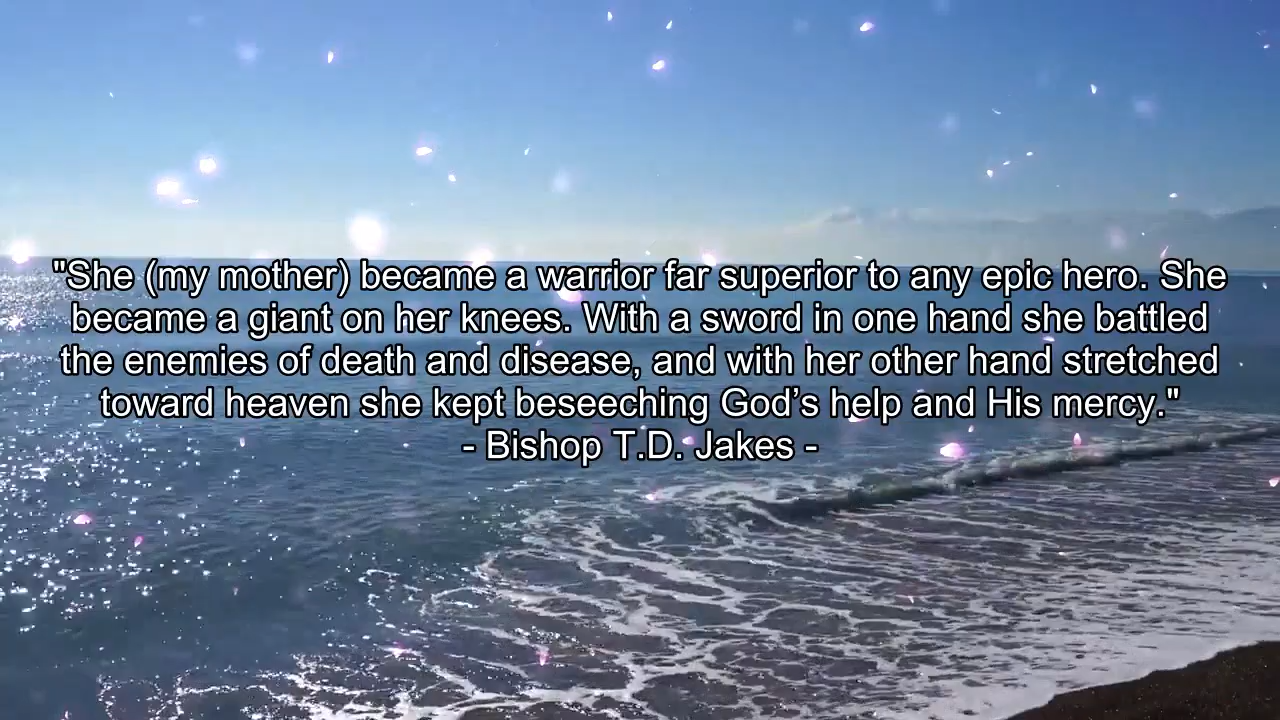 "She (my mother) became a warrior far superior to any epic hero. She
became a giant on her knees. With a sword in one hand she battled
the enemies of death and disease, and with her other hand stretched
toward heaven she kept beseeching God’s help and His mercy."
- Bishop T.D. Jakes -